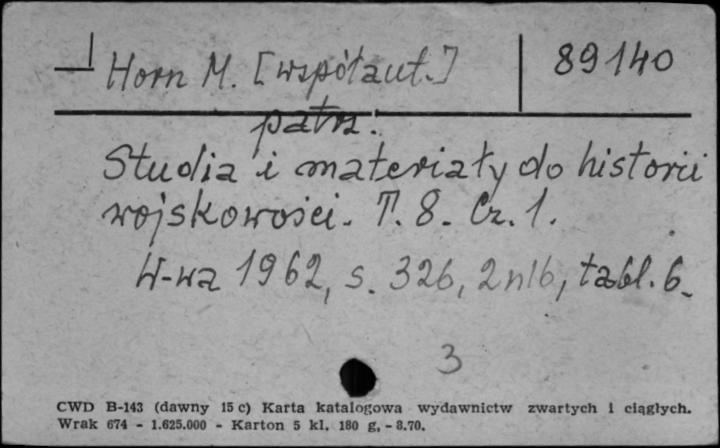 Horn M. [współaut.] 89140
patrz.
Studia i materiały do historii
wojskowości. T. 8. Cz. 1.
W-wa 1962, s. 326, 2 nlb, tabl. 6.
3
CWD B-143 (dawny 15 c) Karta katalogowa wydawnictw zwartych i ciągłych.
Wrak 674 - 1.625.000 - Karton 5 kl. 180 g, - 8.70.